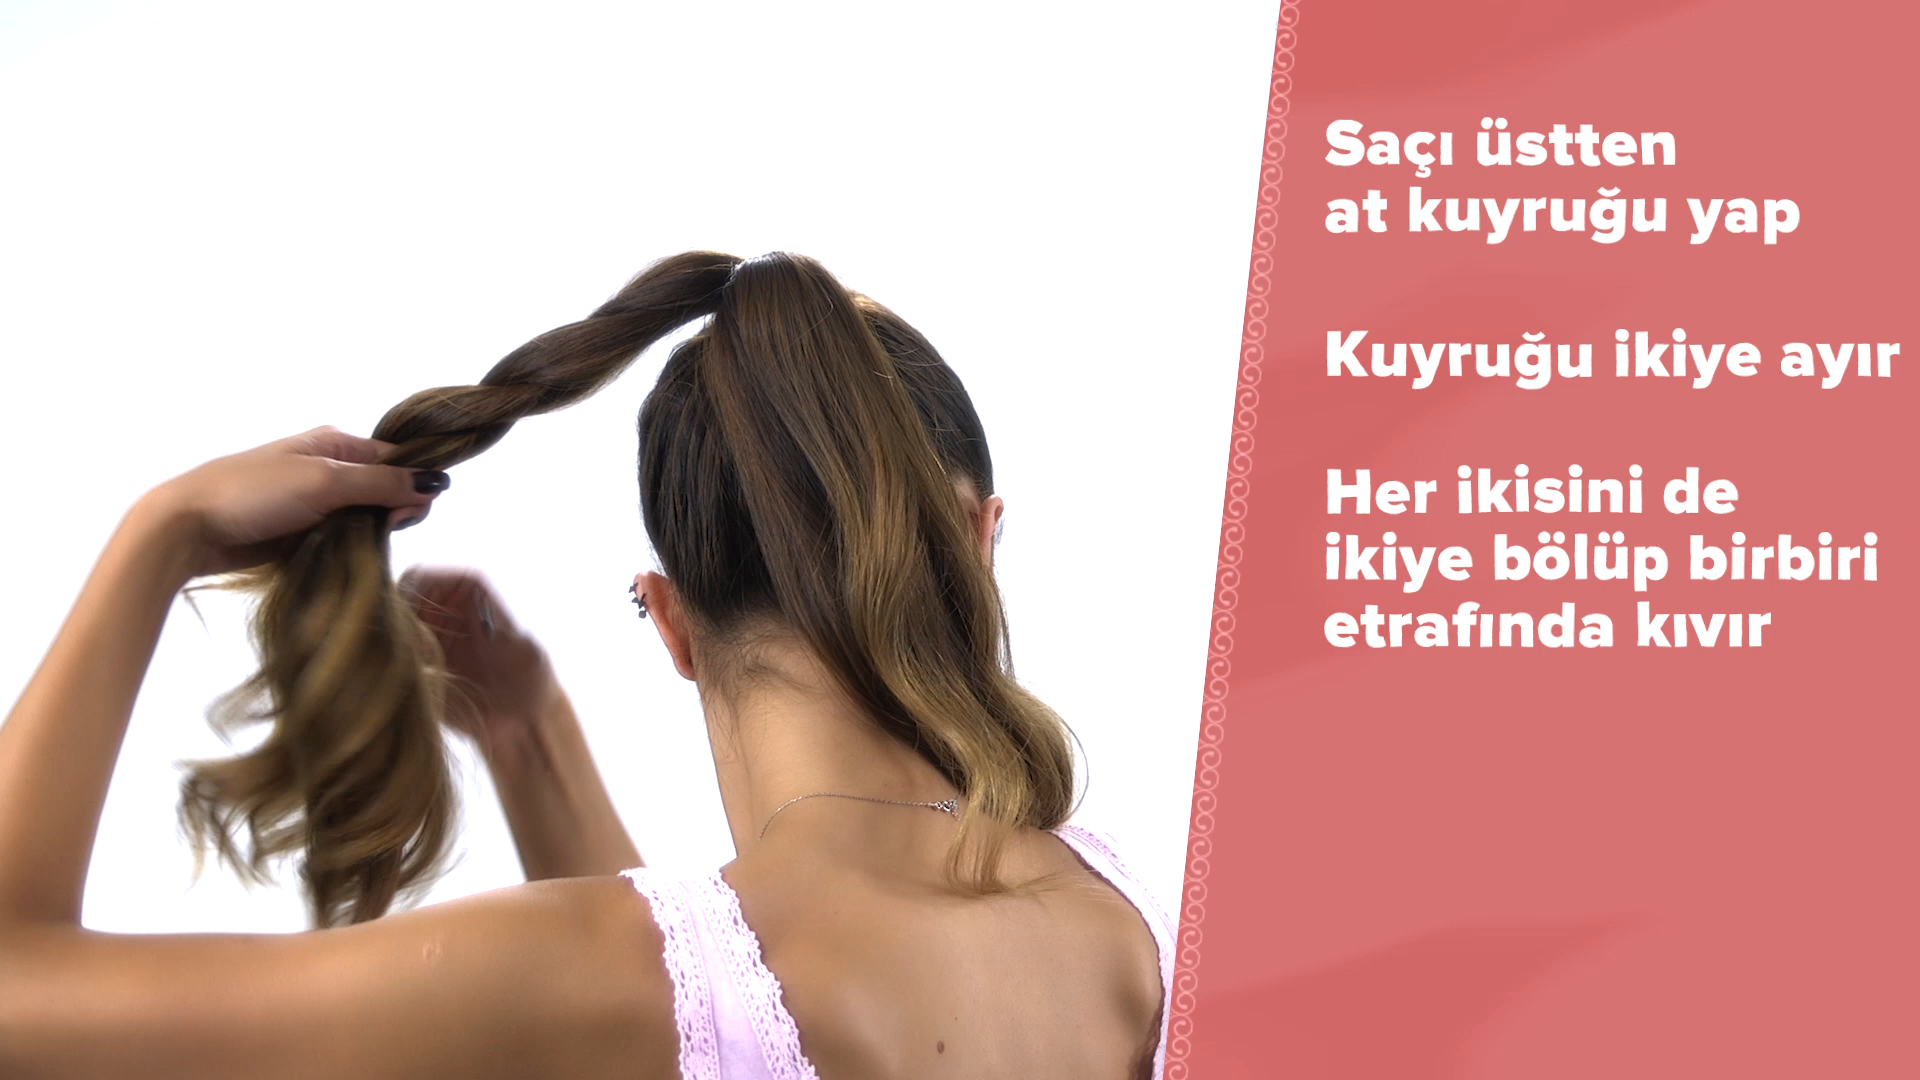 Saçı üstten
at kuyruğu yap
Kuyruğu ikiye ayır
Her ikisini de
ikiye bölüp birbiri
etrafında kıvır